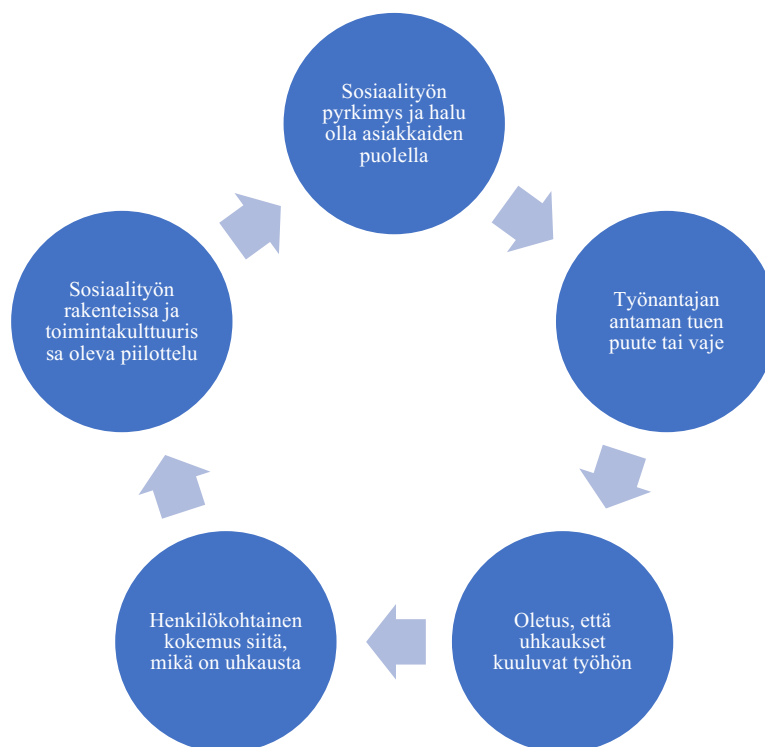 Sosiaalityön
pyrkimys ja halu
olla asiakkaiden
puolella
Työnantajan
antaman tuen
puute tai vaje
Oletus, että
uhkaukset
kuuluvat työhön
Henkilökohtainen
kokemus siitä,
mikä on uhkausta
Sosiaalityön
rakenteissa ja
toimintakulttuuris
sa oleva piilottelu